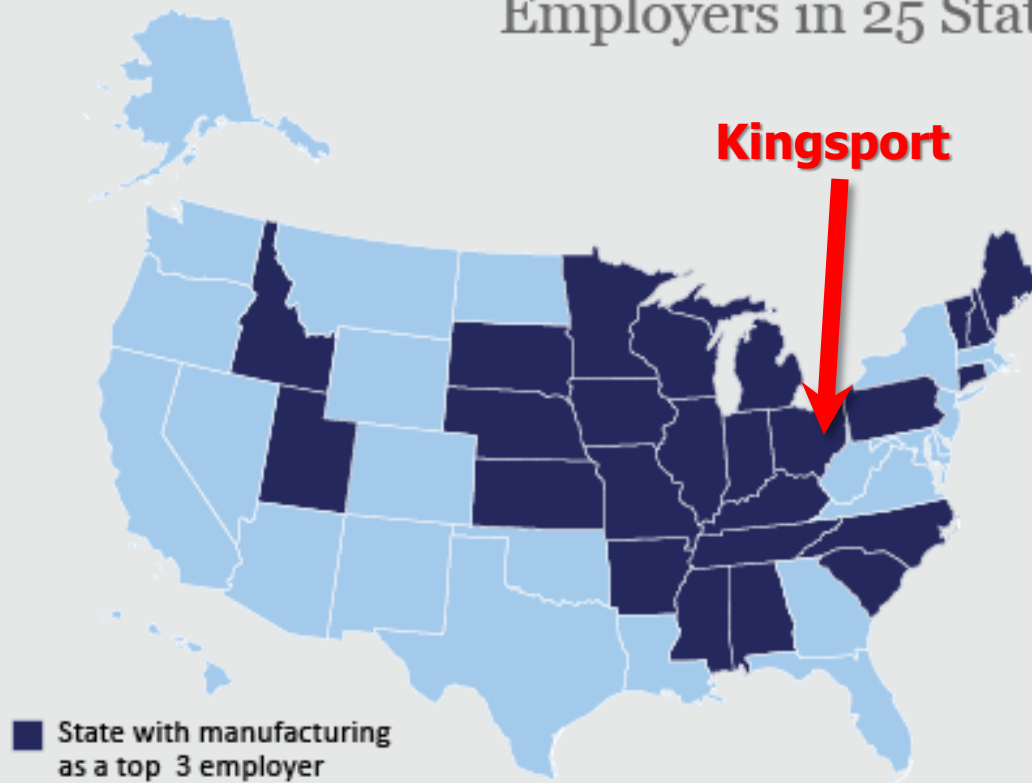 Employers in 25 Stat
Kingsport
State with manufacturing
as a top 3 employer